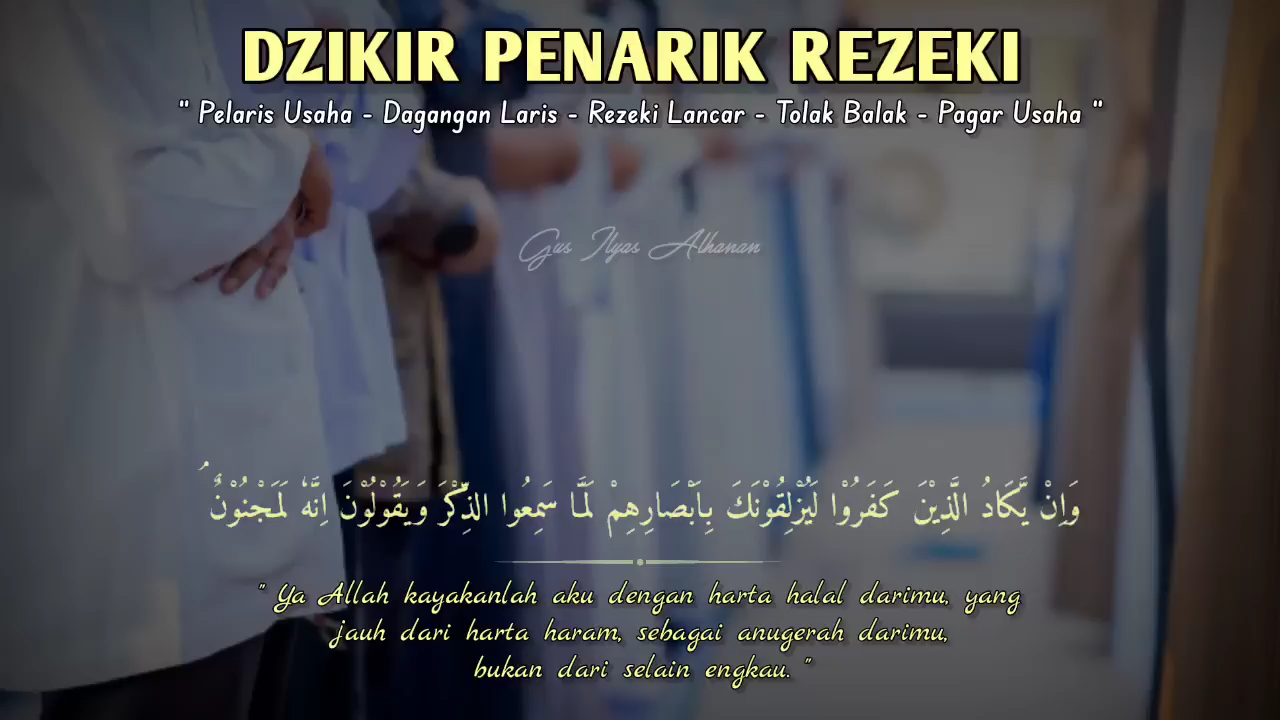 DZIKIR PENARIK REZEKI
" Pelaris Usaha - Dagangan Laris - Rezeki Lancar - Tolak Balak - Pagar Usaha "
Gus Ilyas Alhanan
وَاِنْ يَّكَادُ الَّذِيْنَ كَفَرُوْا لَيُزْلِقُوْنَكَ بِاَبْصَارِهِمْ لَمَّا سَمِعُوا الذِّكْرَ وَيَقُوْلُوْنَ اِنَّهٗ لَمَجْنُوْنٌ ۘ
" Ya Allah kayakanlah aku dengan harta halal darimu, yang
jauh dari harta haram, sebagai anugerah darimu,
bukan dari selain engkau. "